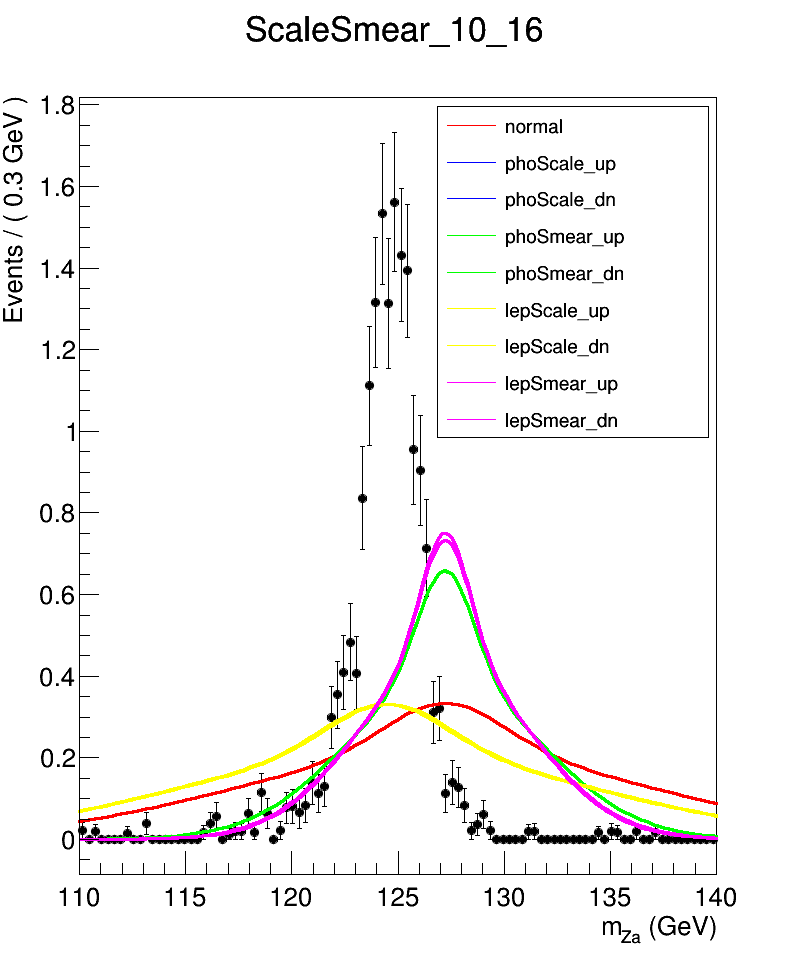 ScaleSmear_10_16
Events / ( 0.3 GeV )
1.8
1.6
1.4
1.2
1
0.8
0.6
0.4
0.2
0
normal
phoScale_up
phoScale_dn
phoSmear_up
phoSmear_dn
lepScale_up
lepScale_dn
lepSmear_up
lepSmear_dn
110 115 120 125 130 135 140
m_Za (GeV)